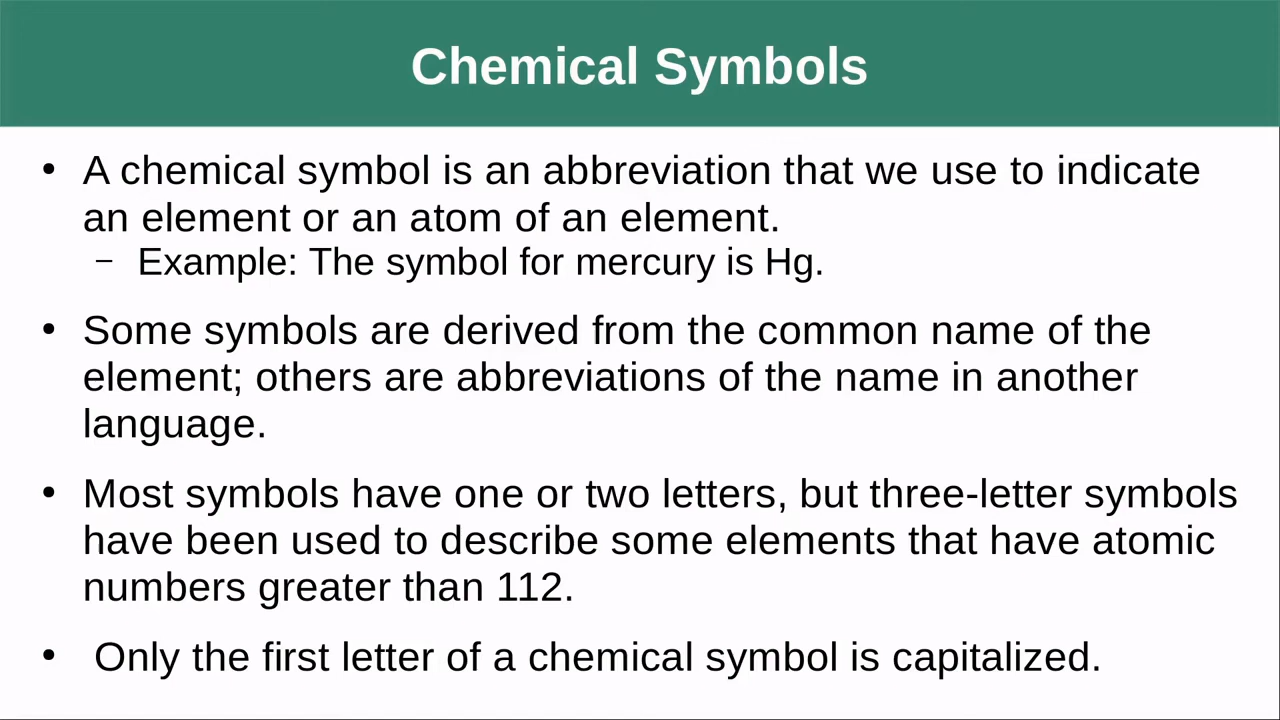 Chemical Symbols
• A chemical symbol is an abbreviation that we use to indicate
an element or an atom of an element.
– Example: The symbol for mercury is Hg.
• Some symbols are derived from the common name of the
element; others are abbreviations of the name in another
language.
• Most symbols have one or two letters, but three-letter symbols
have been used to describe some elements that have atomic
numbers greater than 112.
• Only the first letter of a chemical symbol is capitalized.